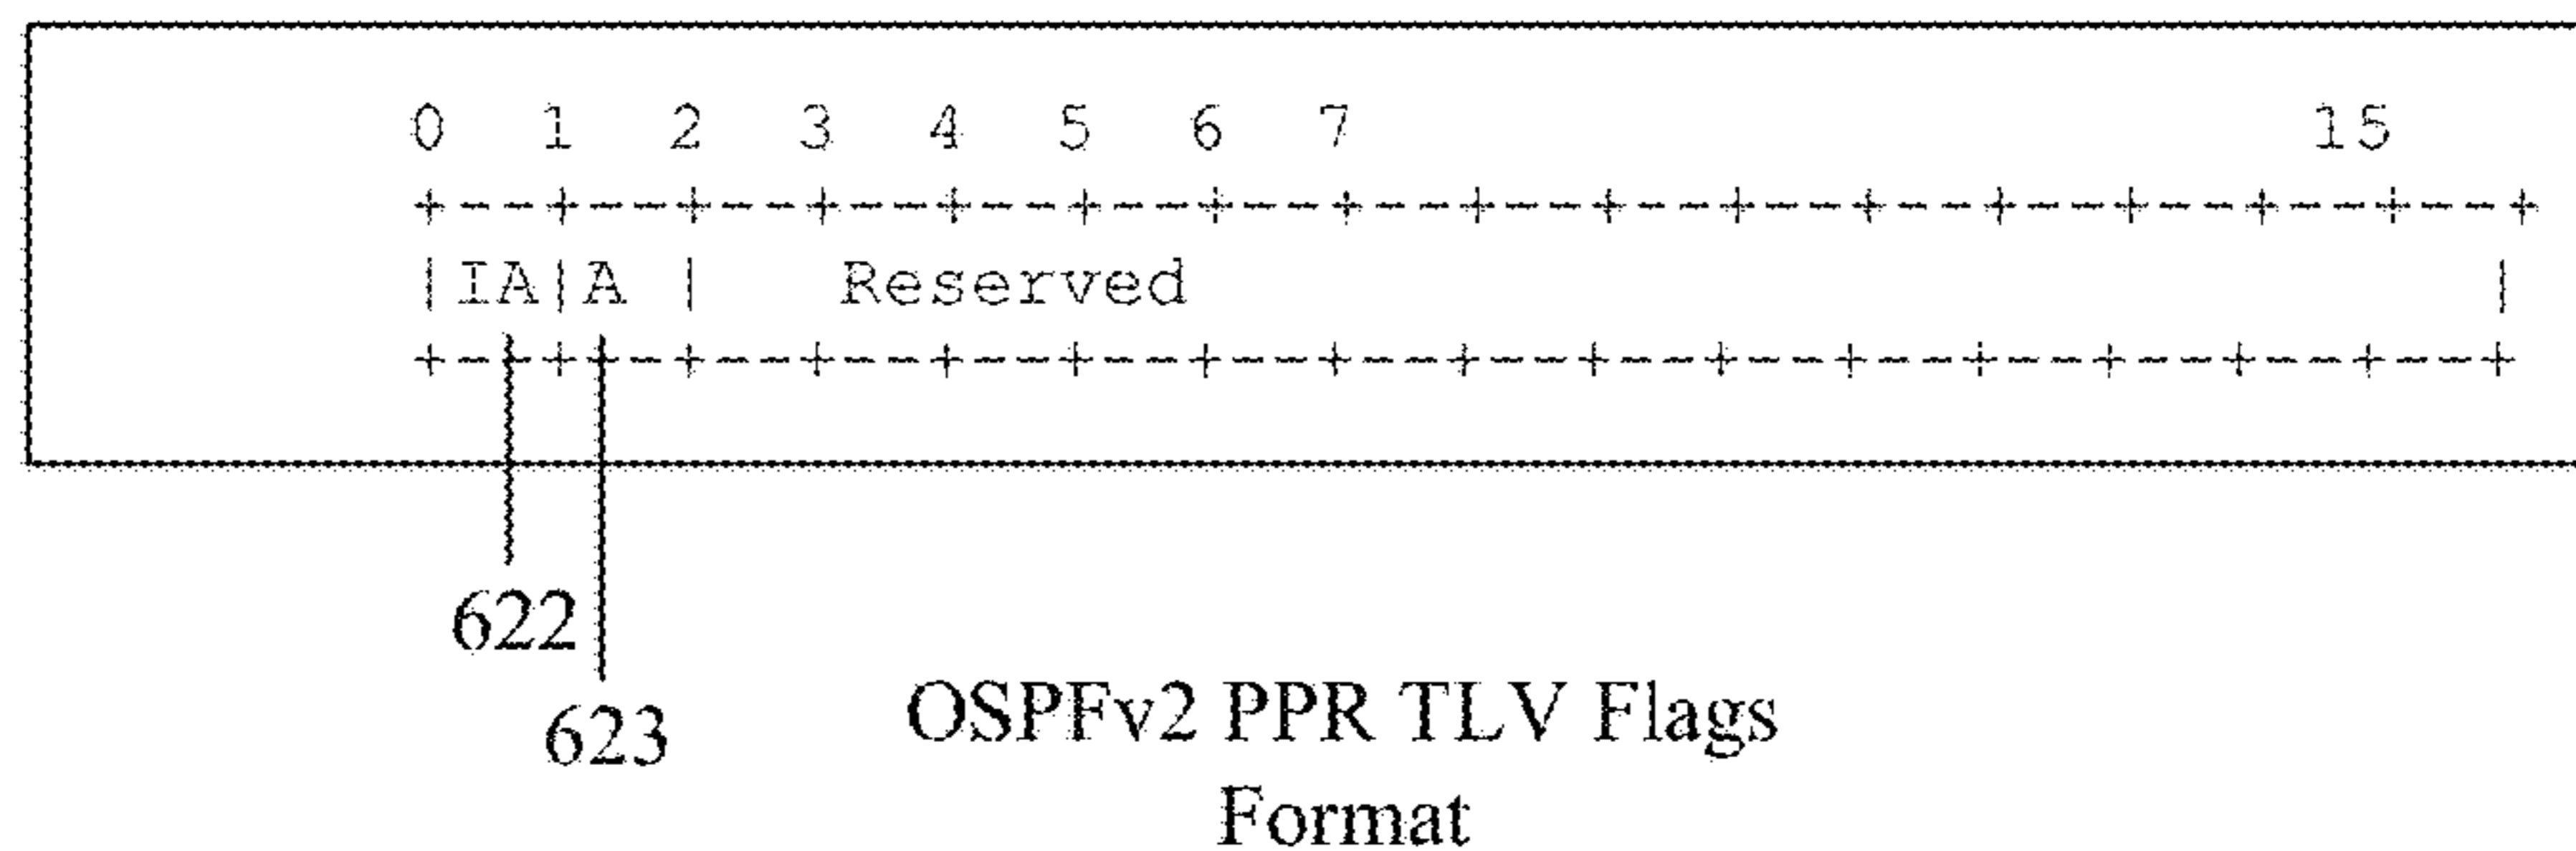 0  1  2  3  4  5  6  7                      15
+--+--+--+--+--+--+--+--+--+--+--+--+--+--+--+--+
|IA|A |   Reserved                              |
+--+--+--+--+--+--+--+--+--+--+--+--+--+--+--+--+
622
623
OSPFv2 PPR TLV Flags
Format